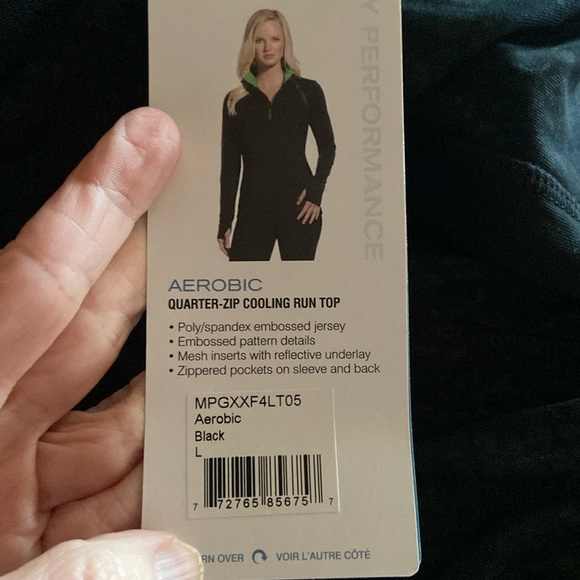 Y PERFORMANCE
AEROBIC
QUARTER-ZIP COOLING RUN TOP
• Poly/spandex embossed jersey
• Embossed pattern details
• Mesh inserts with reflective underlay
• Zippered pockets on sleeve and back
MPGXXF4LT05
Aerobic
Black
L
7 72765 85675 7
RN OVER VOIR L'AUTRE CÔTÉ